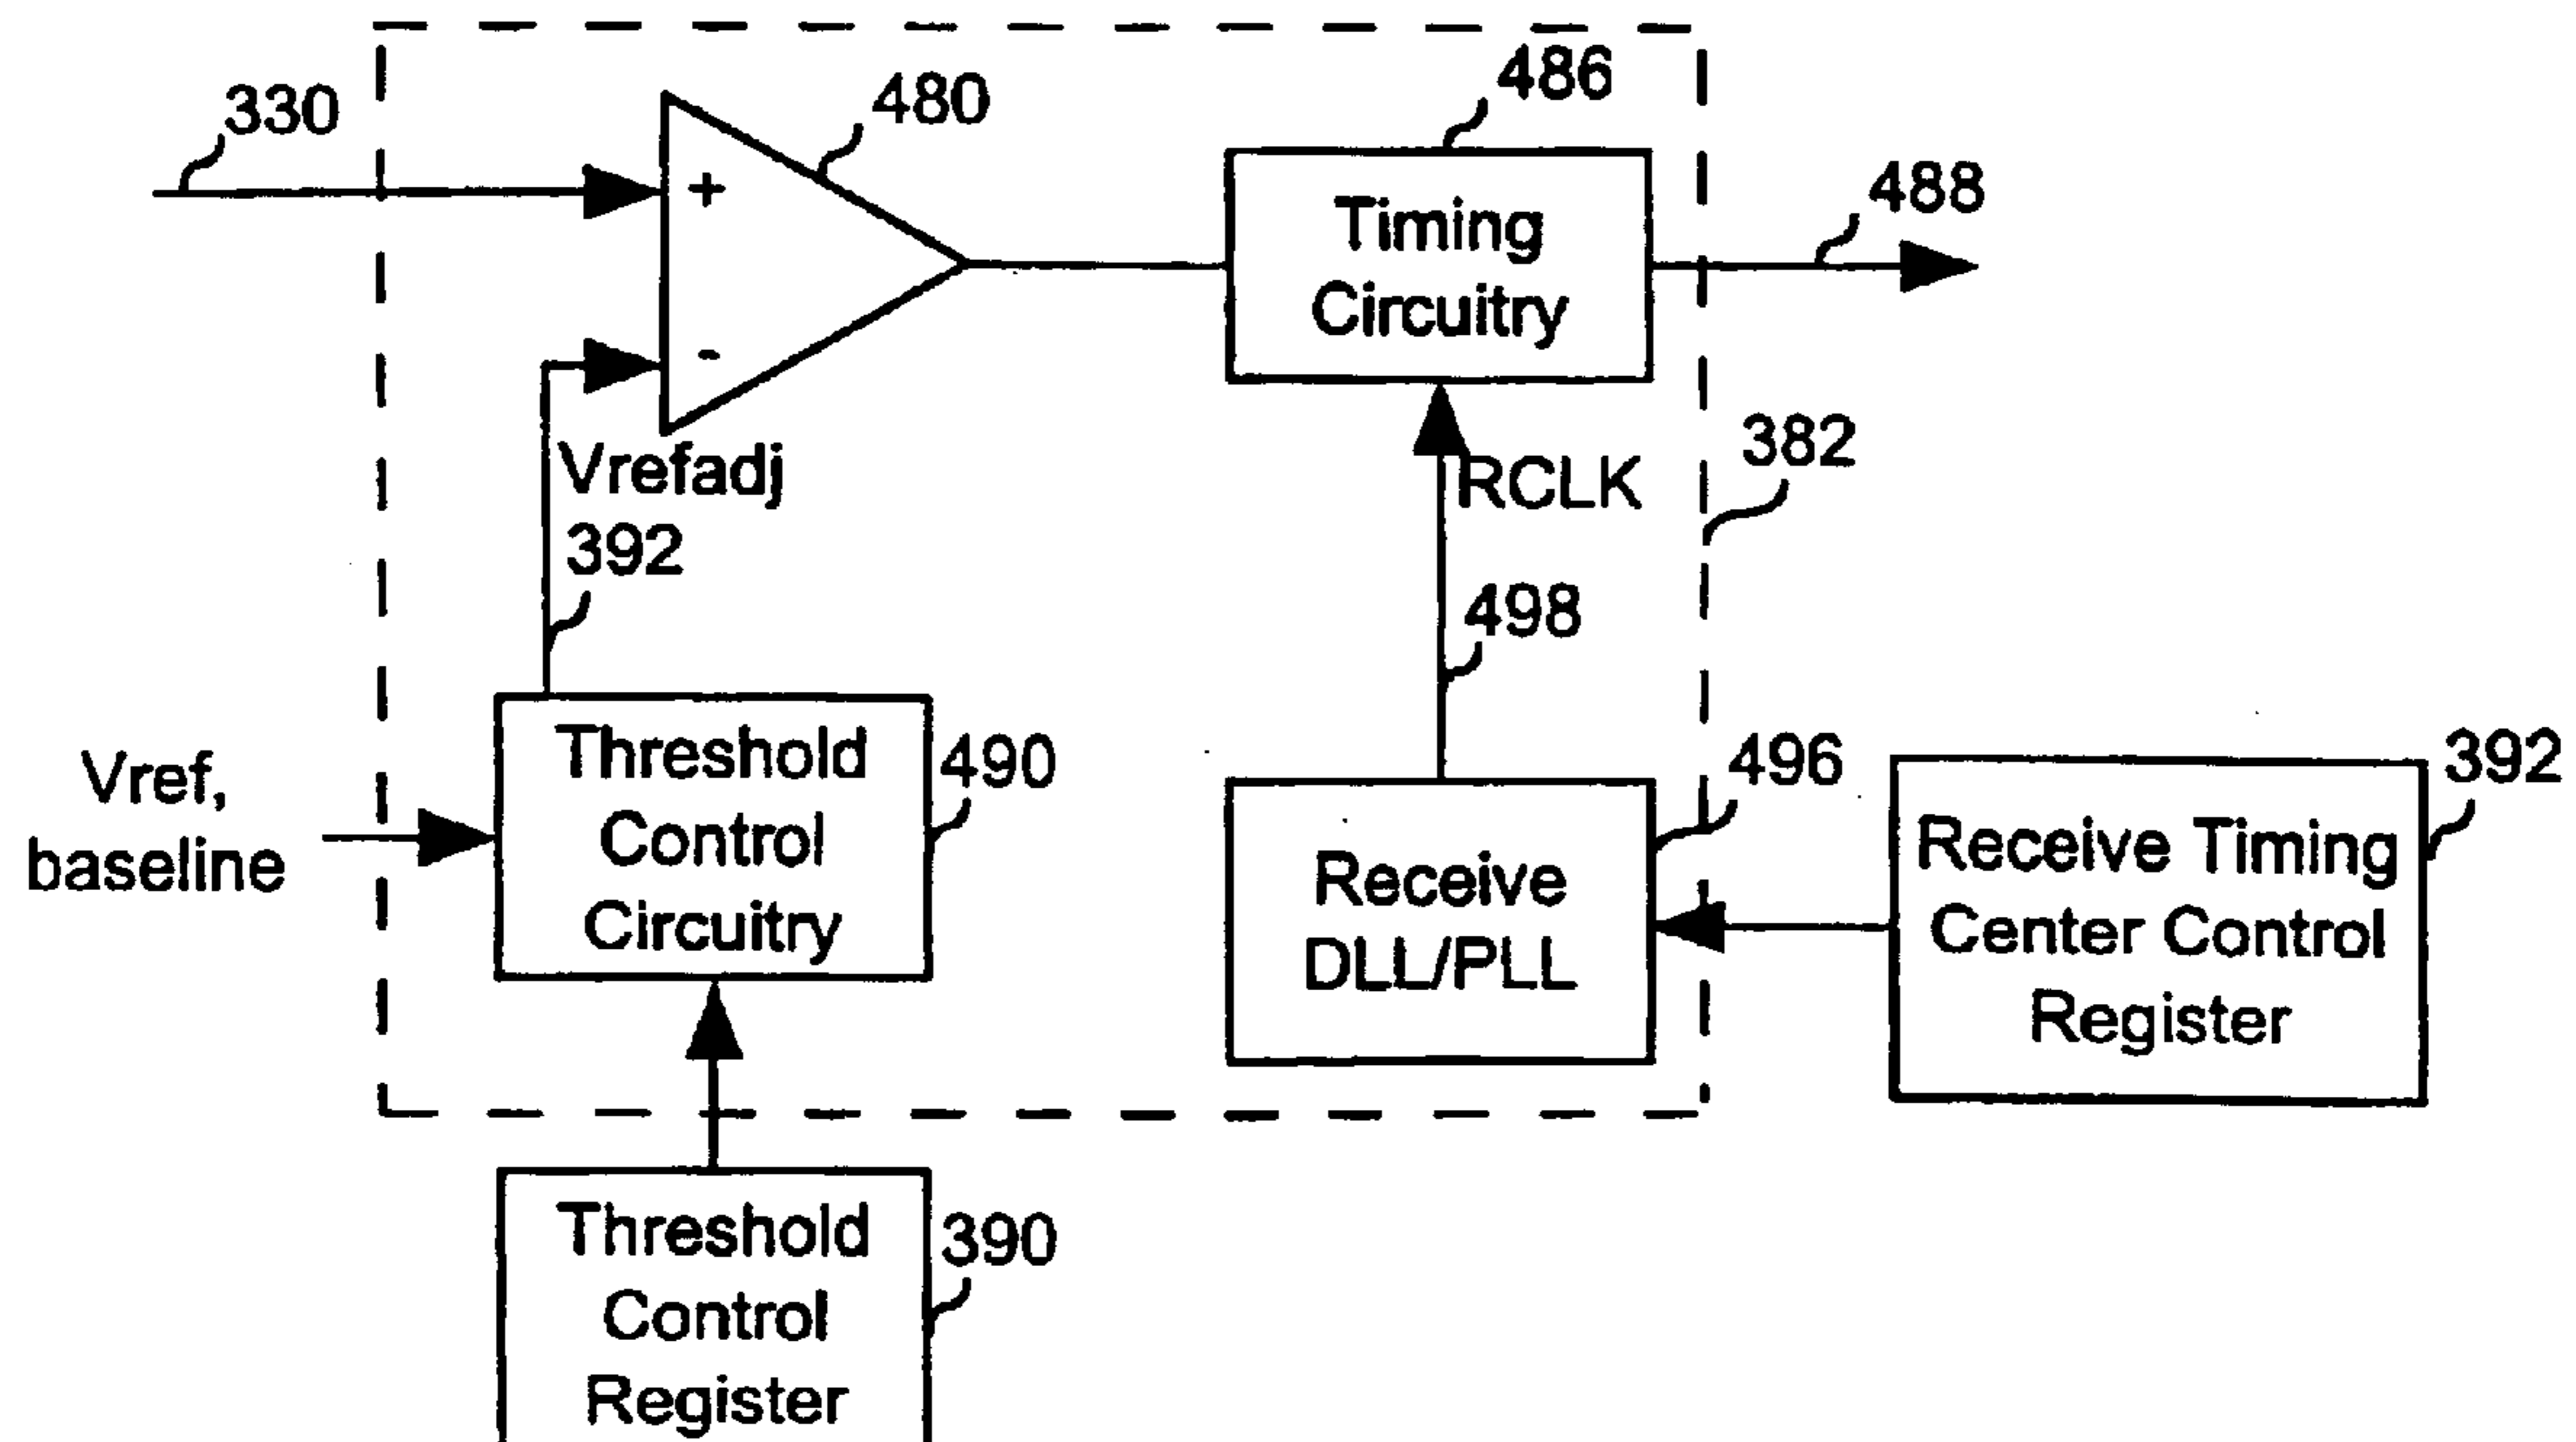 330
480
486
+
Timing
Circuitry
488
-
Vrefadj
392
RCLK
382
498
Vref,
baseline
Threshold
Control
Circuitry
490
Receive
DLL/PLL
496
Receive Timing
Center Control
Register
392
Threshold
Control
Register
390